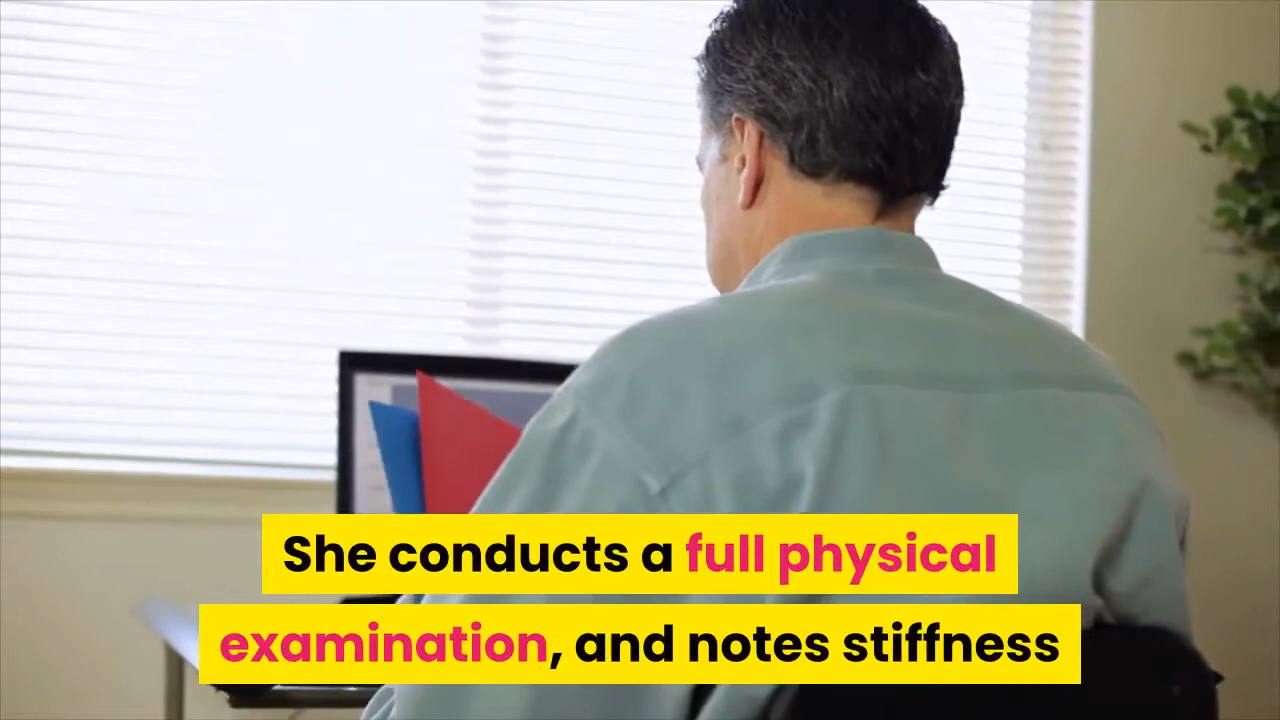 She conducts a full physical
examination, and notes stiffness